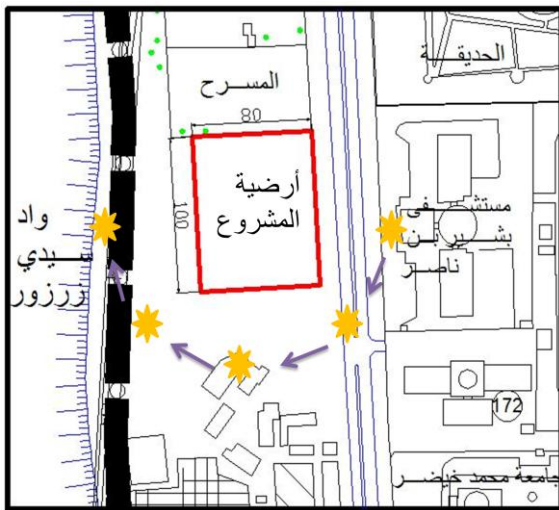 الحديقة
المسرح
80
أرضية
المشروع
100
مستشفى
بشير بن
ناصر
واد
سيدي
زرزور
172
جامعة محمد خيضر